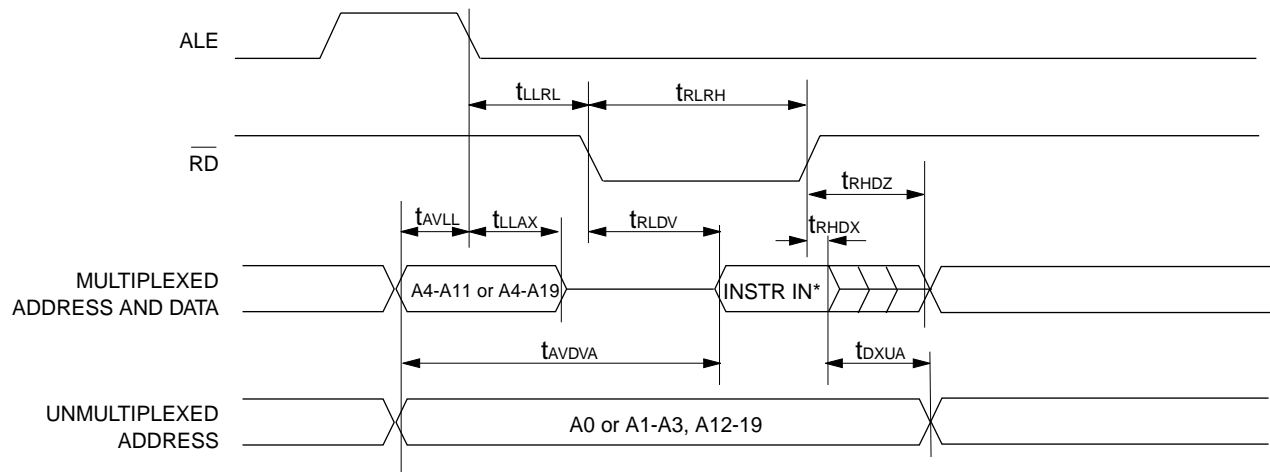 ALE
tLLRL
tRLRH
RD
tRHDZ
tAVLL
tLLAX
tRLDV
tRHDX
MULTIPLEXED
ADDRESS AND DATA
A4-A11 or A4-A19
INSTR IN*
tAVDVA
tDXUA
UNMULTIPLEXED
ADDRESS
A0 or A1-A3, A12-19